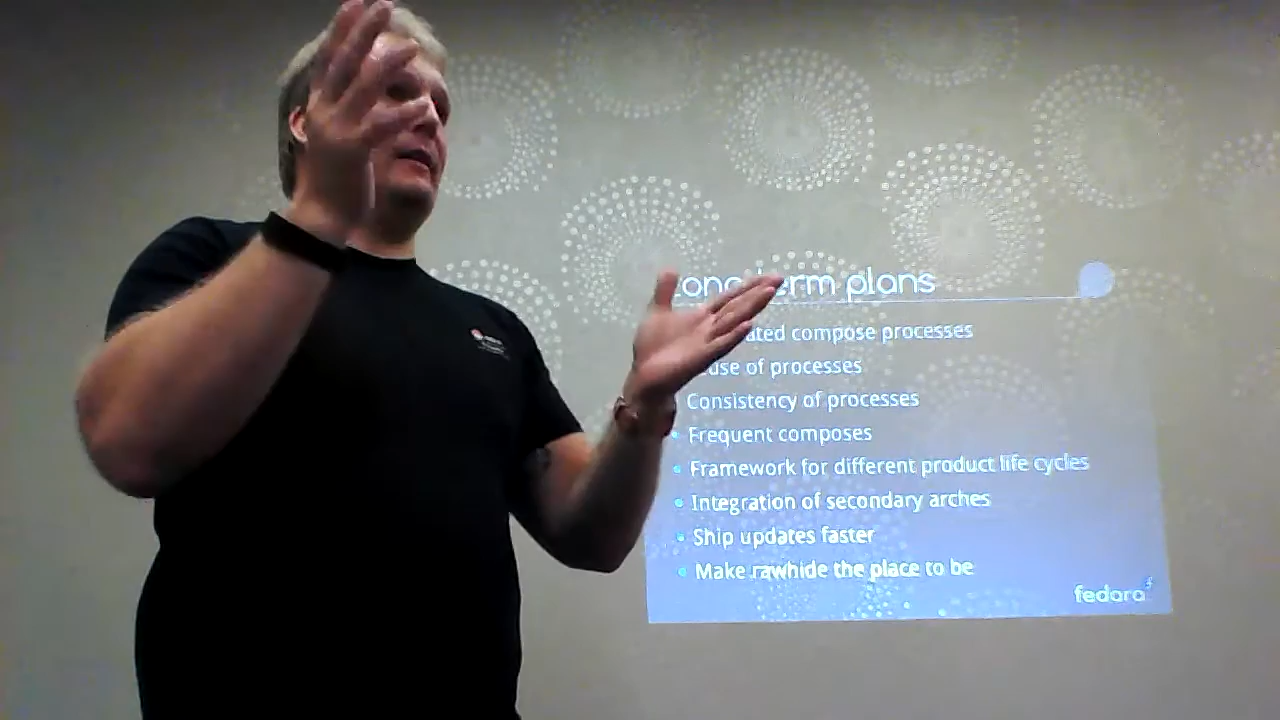 term plans
compose processes
of processes
Consistency of processes
Frequent composes
Framework for different product life cycles
Integration of secondary arches
Ship updates faster
Make rawhide the place to be
fedora